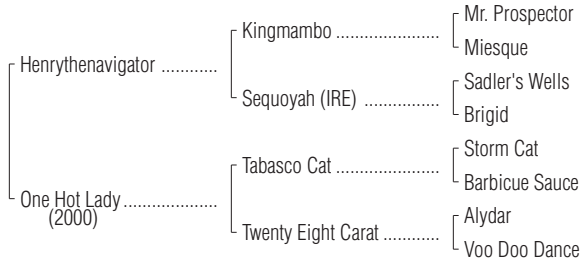 Mr. Prospector
Kingmambo ..................
Miesque
Henrythenavigator ............
Sadler's Wells
Sequoyah (IRE) ................
Brigid
Storm Cat
Tabasco Cat ..................
Barbicue Sauce
One Hot Lady....................
(2000)
Alydar
Twenty Eight Carat ............
Voo Doo Dance